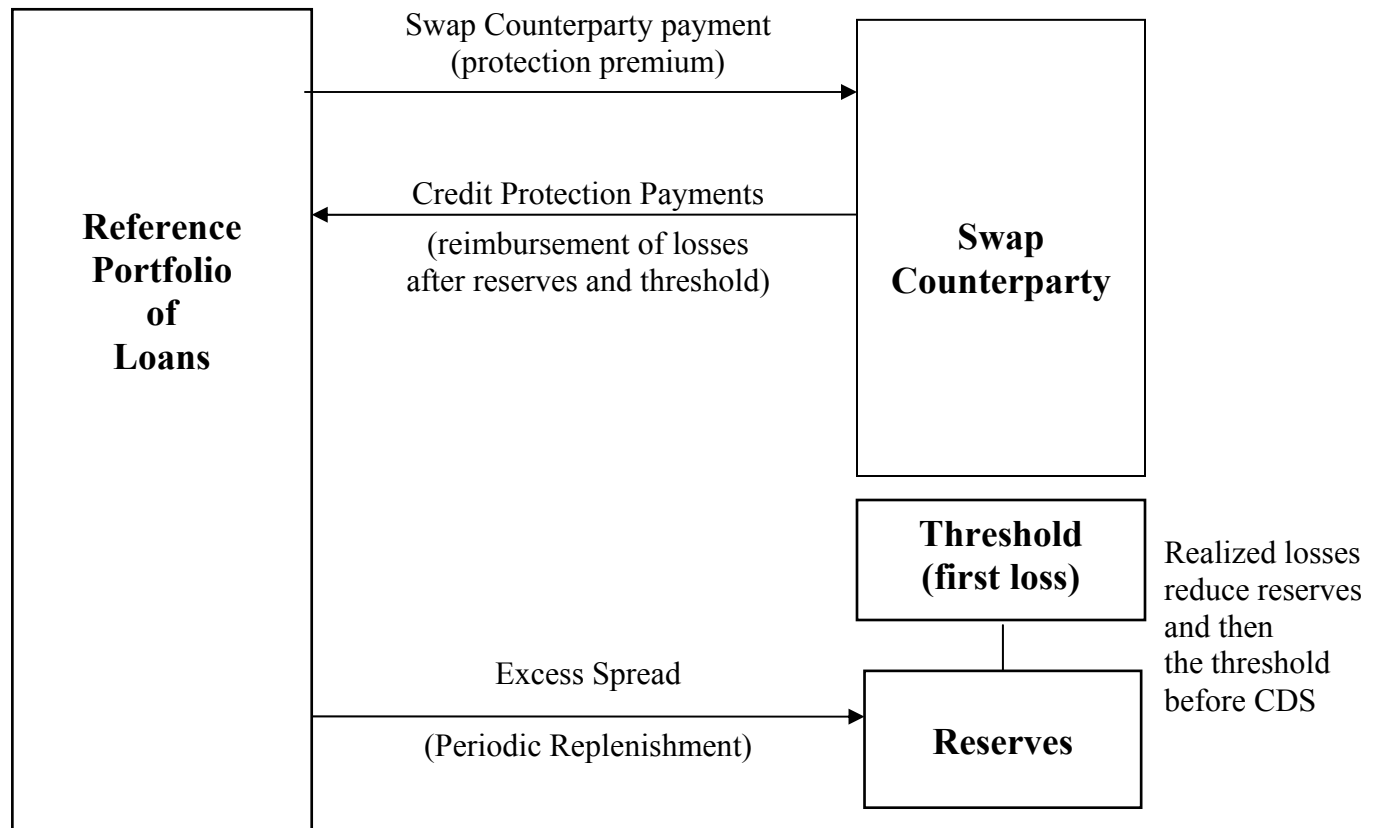 Swap Counterparty payment
(protection premium)
Credit Protection Payments
(reimbursement of losses
after reserves and threshold)
Reference
Portfolio
of
Loans
Swap
Counterparty
Threshold
(first loss)
Realized losses
reduce reserves
and then
the threshold
before CDS
Excess Spread
(Periodic Replenishment)
Reserves